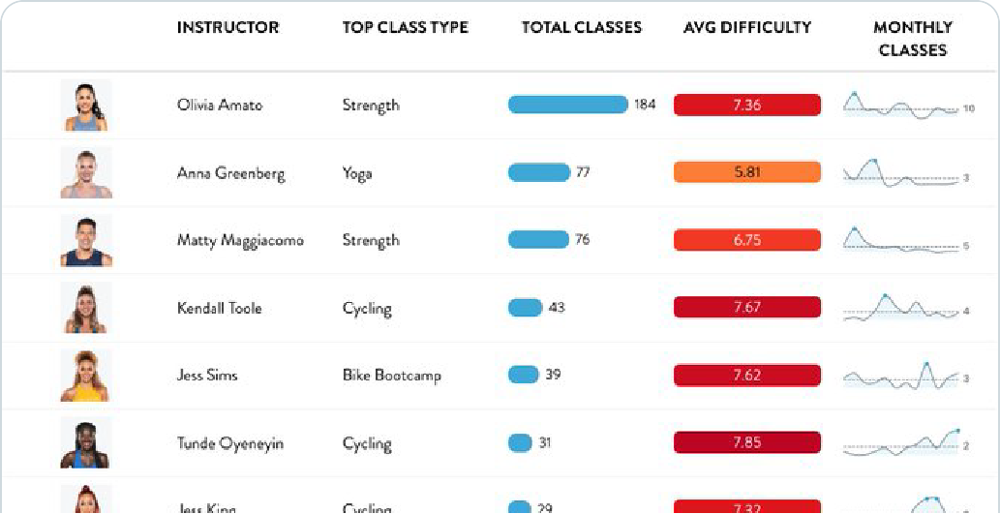 INSTRUCTOR TOP CLASS TYPE TOTAL CLASSES AVG DIFFICULTY MONTHLY
CLASSES
Olivia Amato Strength 184 7.36 10
Anna Greenberg Yoga 77 5.81 3
Matty Maggiacomo Strength 76 6.75 5
Kendall Toole Cycling 43 7.67 4
Jess Sims Bike Bootcamp 39 7.62 3
Tunde Oyeneyin Cycling 31 7.85 2
Jess King Cycling 29 7.32